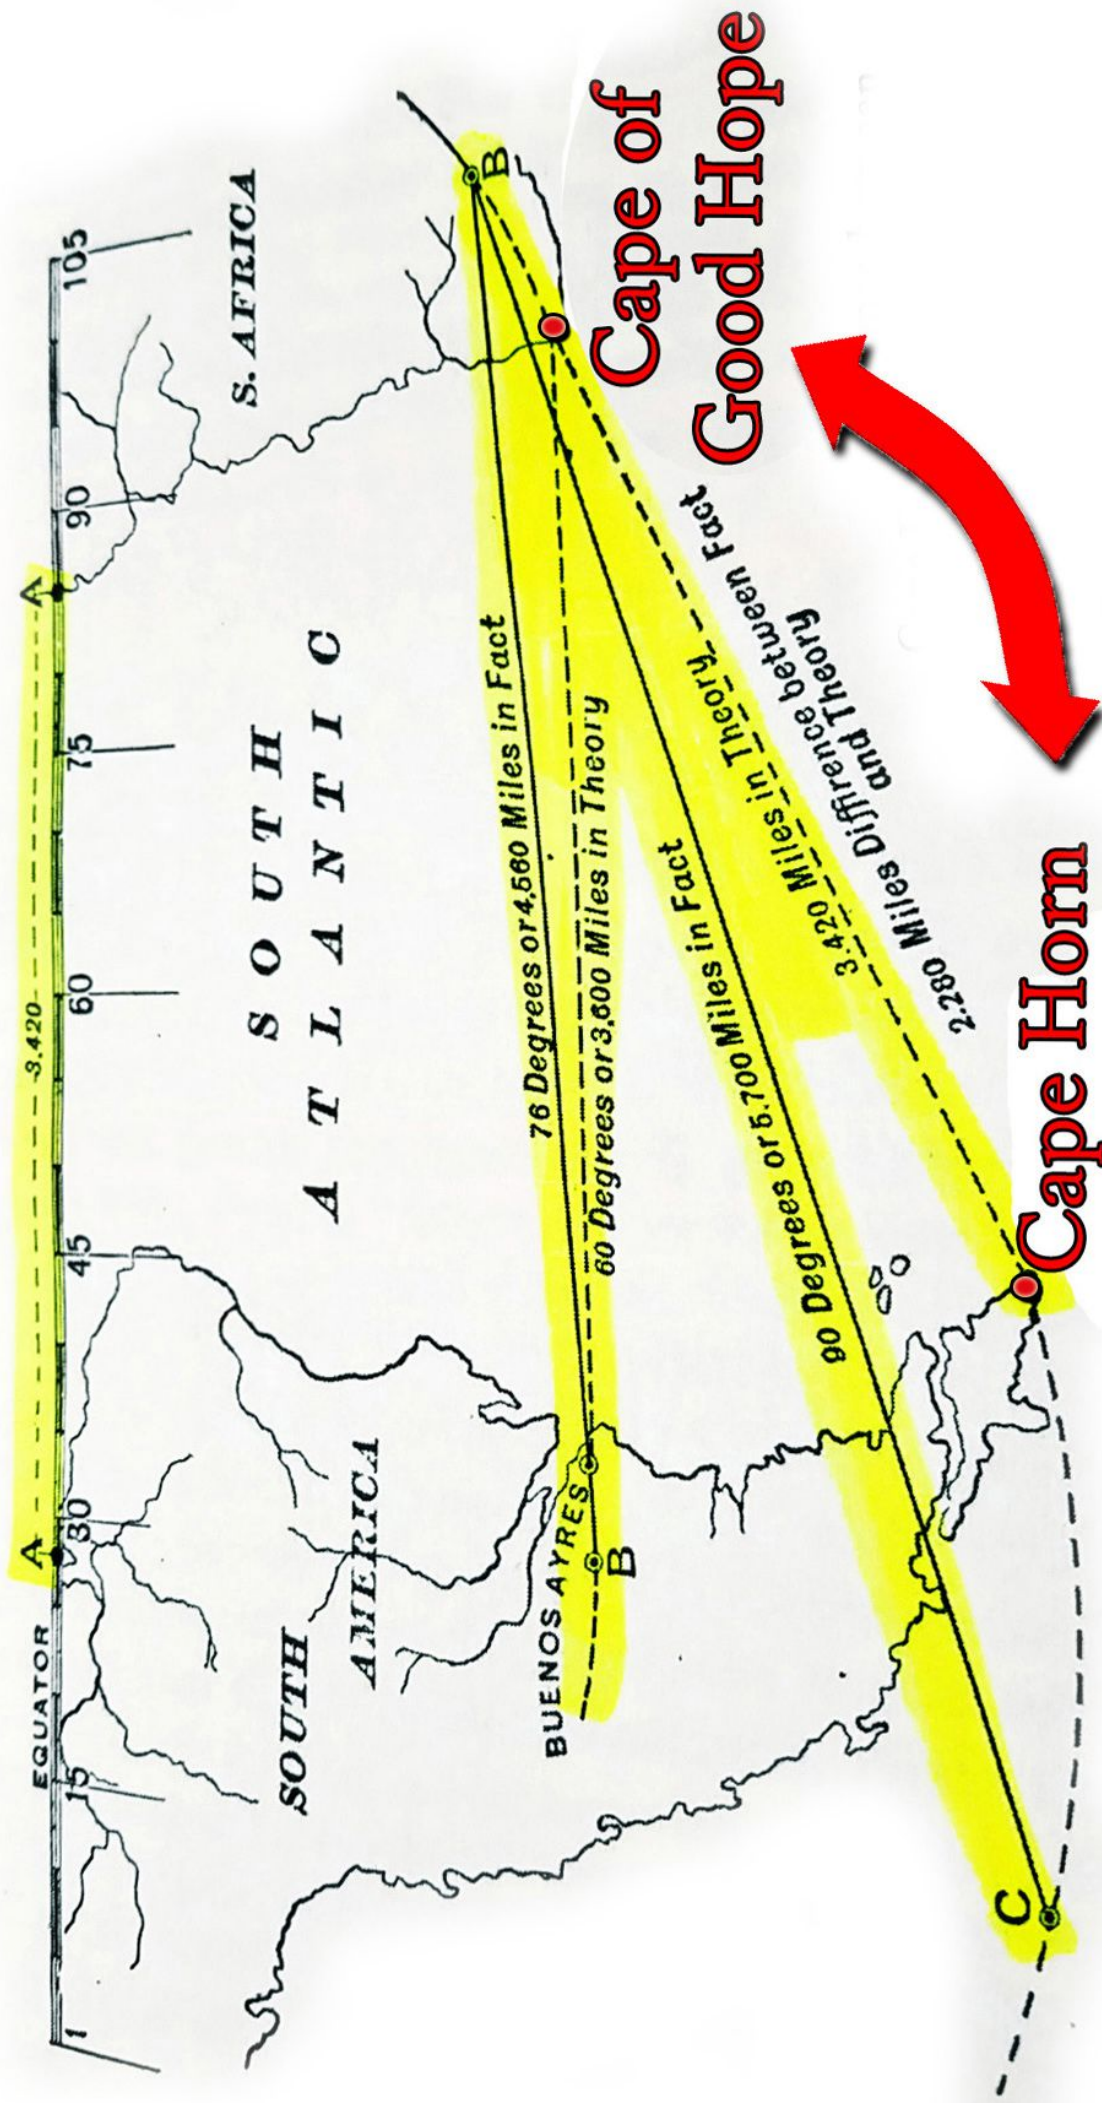 A -3.420- A
EQUATOR
1 15 30 45 60 75 90 105
SOUTH
AMERICA
SOUTH
ATLANTIC
S. AFRICA
BUENOS AYRES
B
B
76 Degrees or 4,560 Miles in Fact
60 Degrees or 3,600 Miles in Theory
90 Degrees or 5,700 Miles in Fact
3.420 Miles in Theory
2.280 Miles Diffirence between Fact
and Theory
C
Cape of
Good Hope
Cape Horn